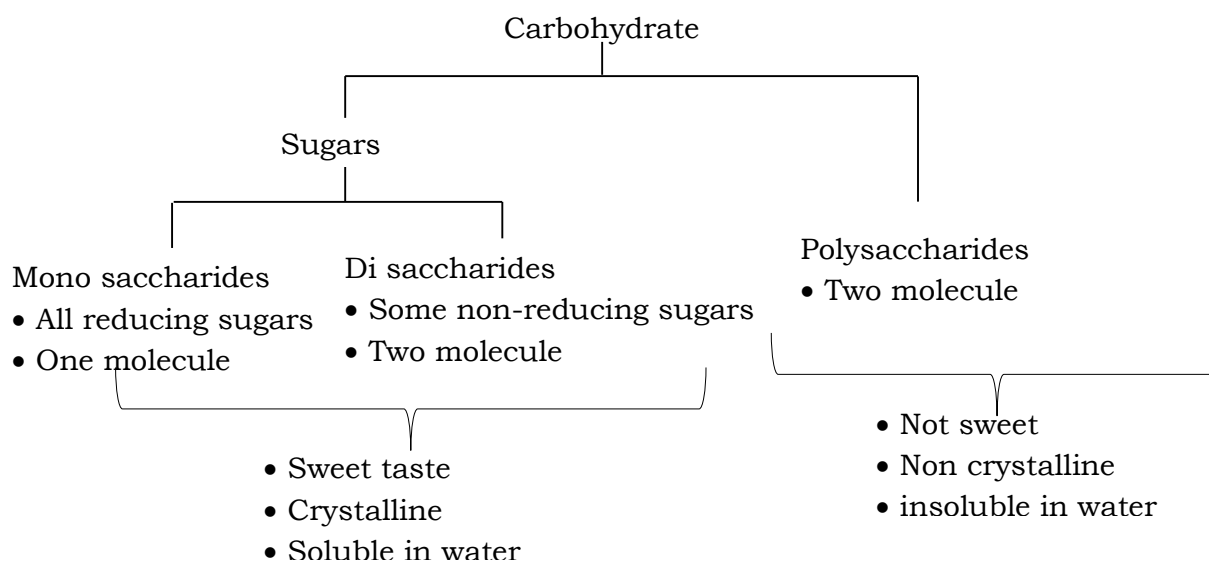 Carbohydrate
Sugars
Mono saccharides
• All reducing sugars
• One molecule
Di saccharides
• Some non-reducing sugars
• Two molecule
Polysaccharides
• Two molecule
• Sweet taste
• Crystalline
• Soluble in water
• Not sweet
• Non crystalline
• insoluble in water